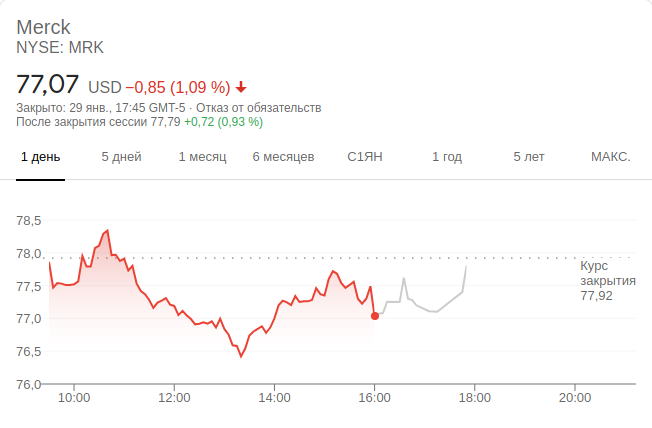 Merck
NYSE: MRK
77,07 USD −0,85 (1,09 %)
Закрыто: 29 янв., 17:45 GMT-5 · Отказ от обязательств
После закрытия сессии 77,79 +0,72 (0,93 %)
1 день 5 дней 1 месяц 6 месяцев С1ЯН 1 год 5 лет МАКС.
78,5
78,0
Курс
закрытия
77,92
77,5
77,0
76,5
76,0
10:00 12:00 14:00 16:00 18:00 20:00